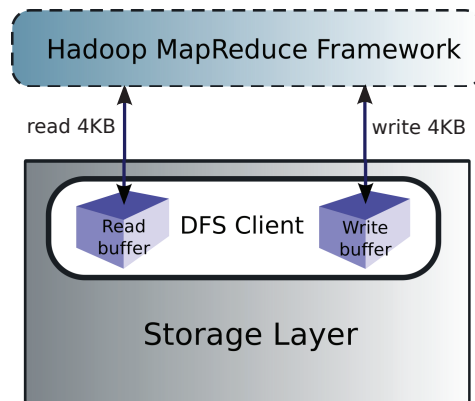 Hadoop MapReduce Framework
read 4KB
write 4KB
Read
buffer
DFS Client
Write
buffer
Storage Layer